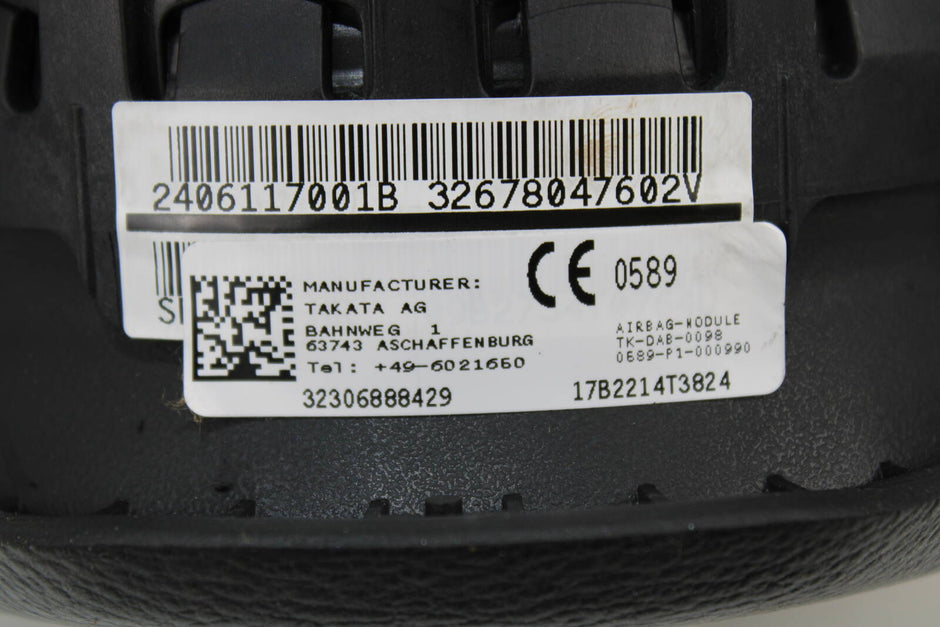 2406117001B 32678047602V
MANUFACTURER:
TAKATA AG
BAHNWEG 1
63743 ASCHAFFENBURG
Tel: +49-6021650
32306888429
CE 0589
AIRBAG-MODULE
TK-DAB-0098
0589-P1-000990
17B2214T3824